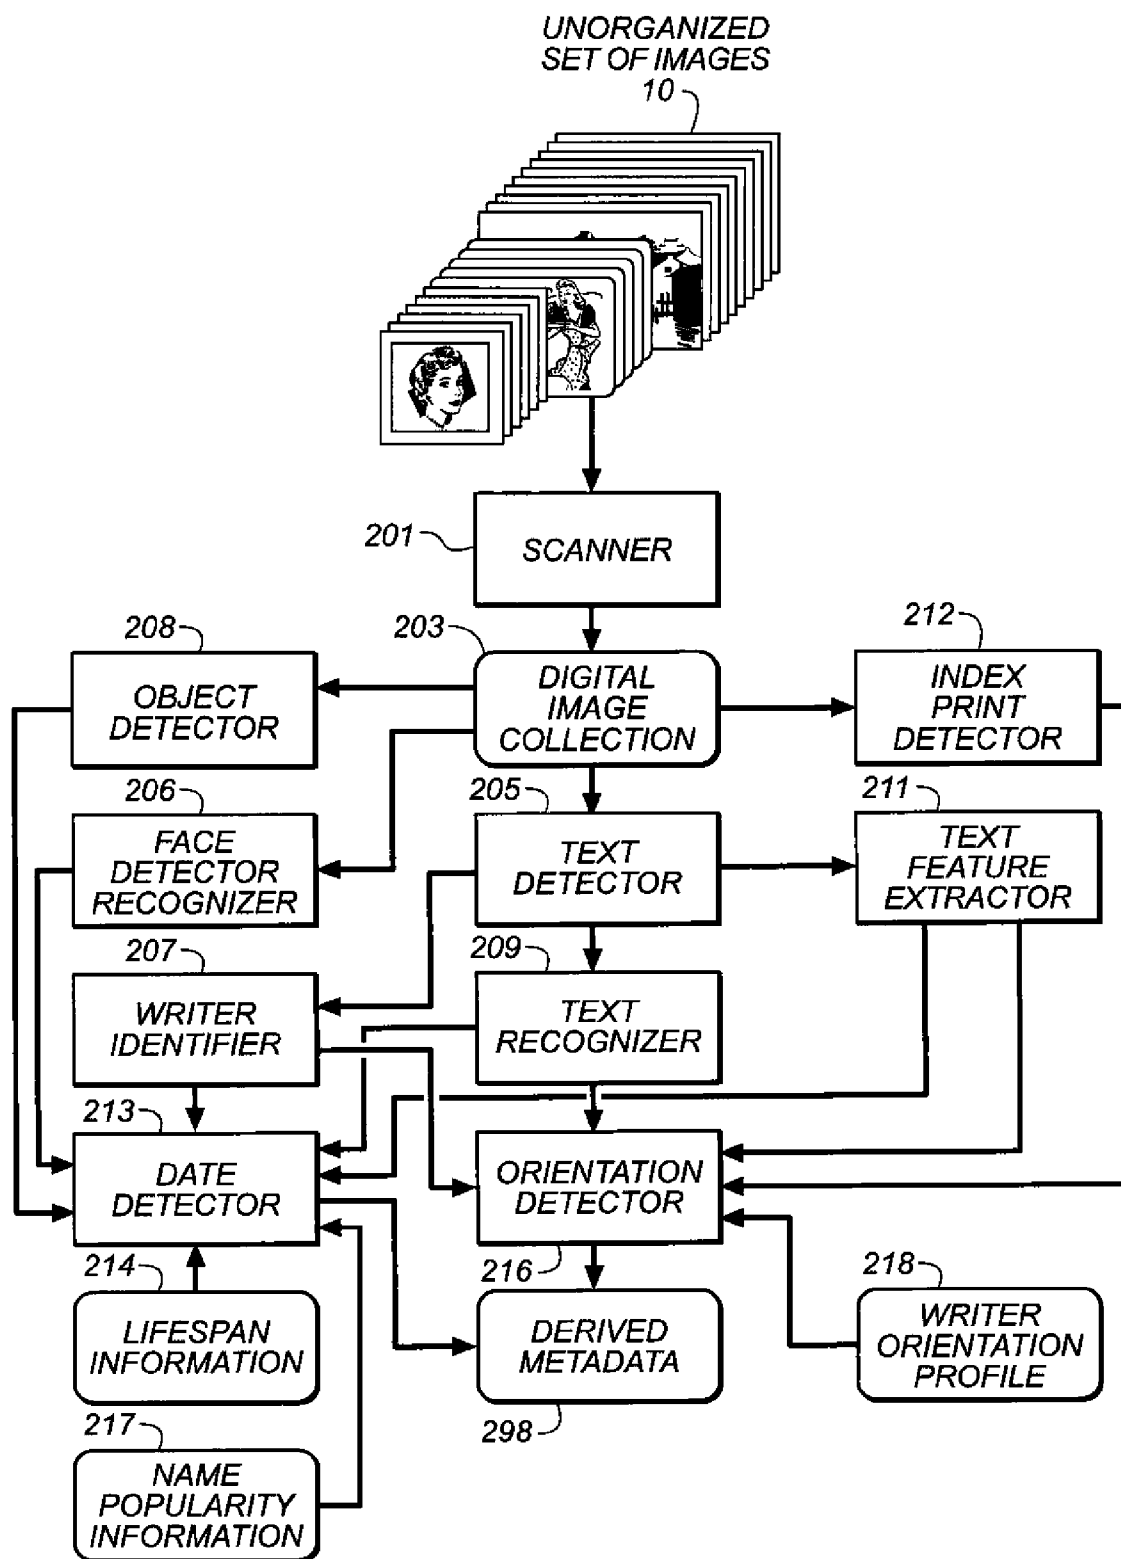 UNORGANIZED
SET OF IMAGES
10
201
SCANNER
208
203
212
OBJECT
DETECTOR
DIGITAL
IMAGE
COLLECTION
INDEX
PRINT
DETECTOR
206
205
211
FACE
DETECTOR
RECOGNIZER
TEXT
DETECTOR
TEXT
FEATURE
EXTRACTOR
207
209
WRITER
IDENTIFIER
TEXT
RECOGNIZER
213
DATE
DETECTOR
ORIENTATION
DETECTOR
214
216
218
LIFESPAN
INFORMATION
DERIVED
METADATA
WRITER
ORIENTATION
PROFILE
217
298
NAME
POPULARITY
INFORMATION